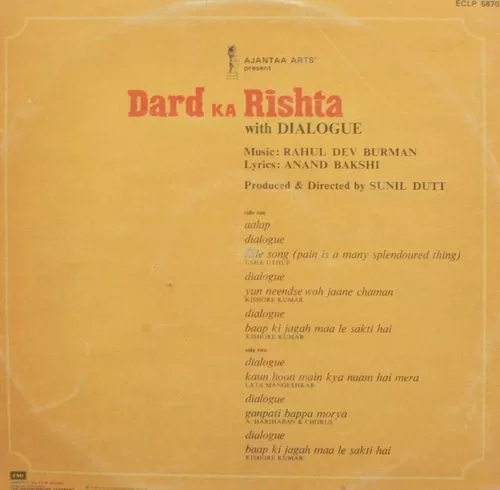 ECLP 5870
AJANTAA ARTS'
present
Dard KA Rishta
with DIALOGUE
Music: RAHUL DEV BURMAN
Lyrics: ANAND BAKSHI
Produced & Directed by SUNIL DUTT
side one
aalap
dialogue
title song (pain is a many splendoured thing)
USHA UTHUP
dialogue
yun neendse woh jaane chaman
KISHORE KUMAR
dialogue
baap ki jagah maa le sakti hai
KISHORE KUMAR
side two
dialogue
kaun hoon main kya naam hai mera
LATA MANGESHKAR
dialogue
ganpati bappa morya
A. HARIHARAN & CHORUS
dialogue
baap ki jagah maa le sakti hai
KISHORE KUMAR
EMI